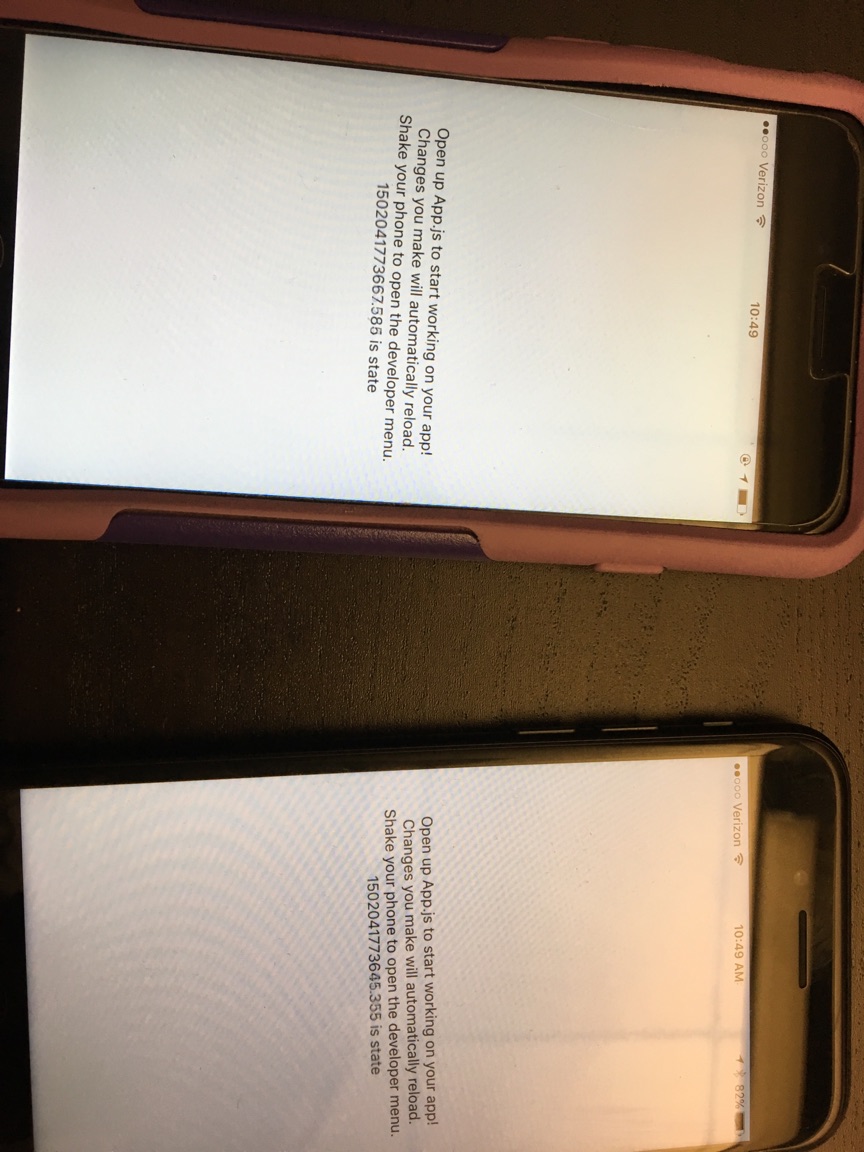 Verizon
10:49
Open up App.js to start working on your app!
Changes you make will automatically reload.
Shake your phone to open the developer menu.
1502041773667.585 is state
Verizon
10:49 AM
82%
Open up App.js to start working on your app!
Changes you make will automatically reload.
Shake your phone to open the developer menu.
1502041773645.355 is state